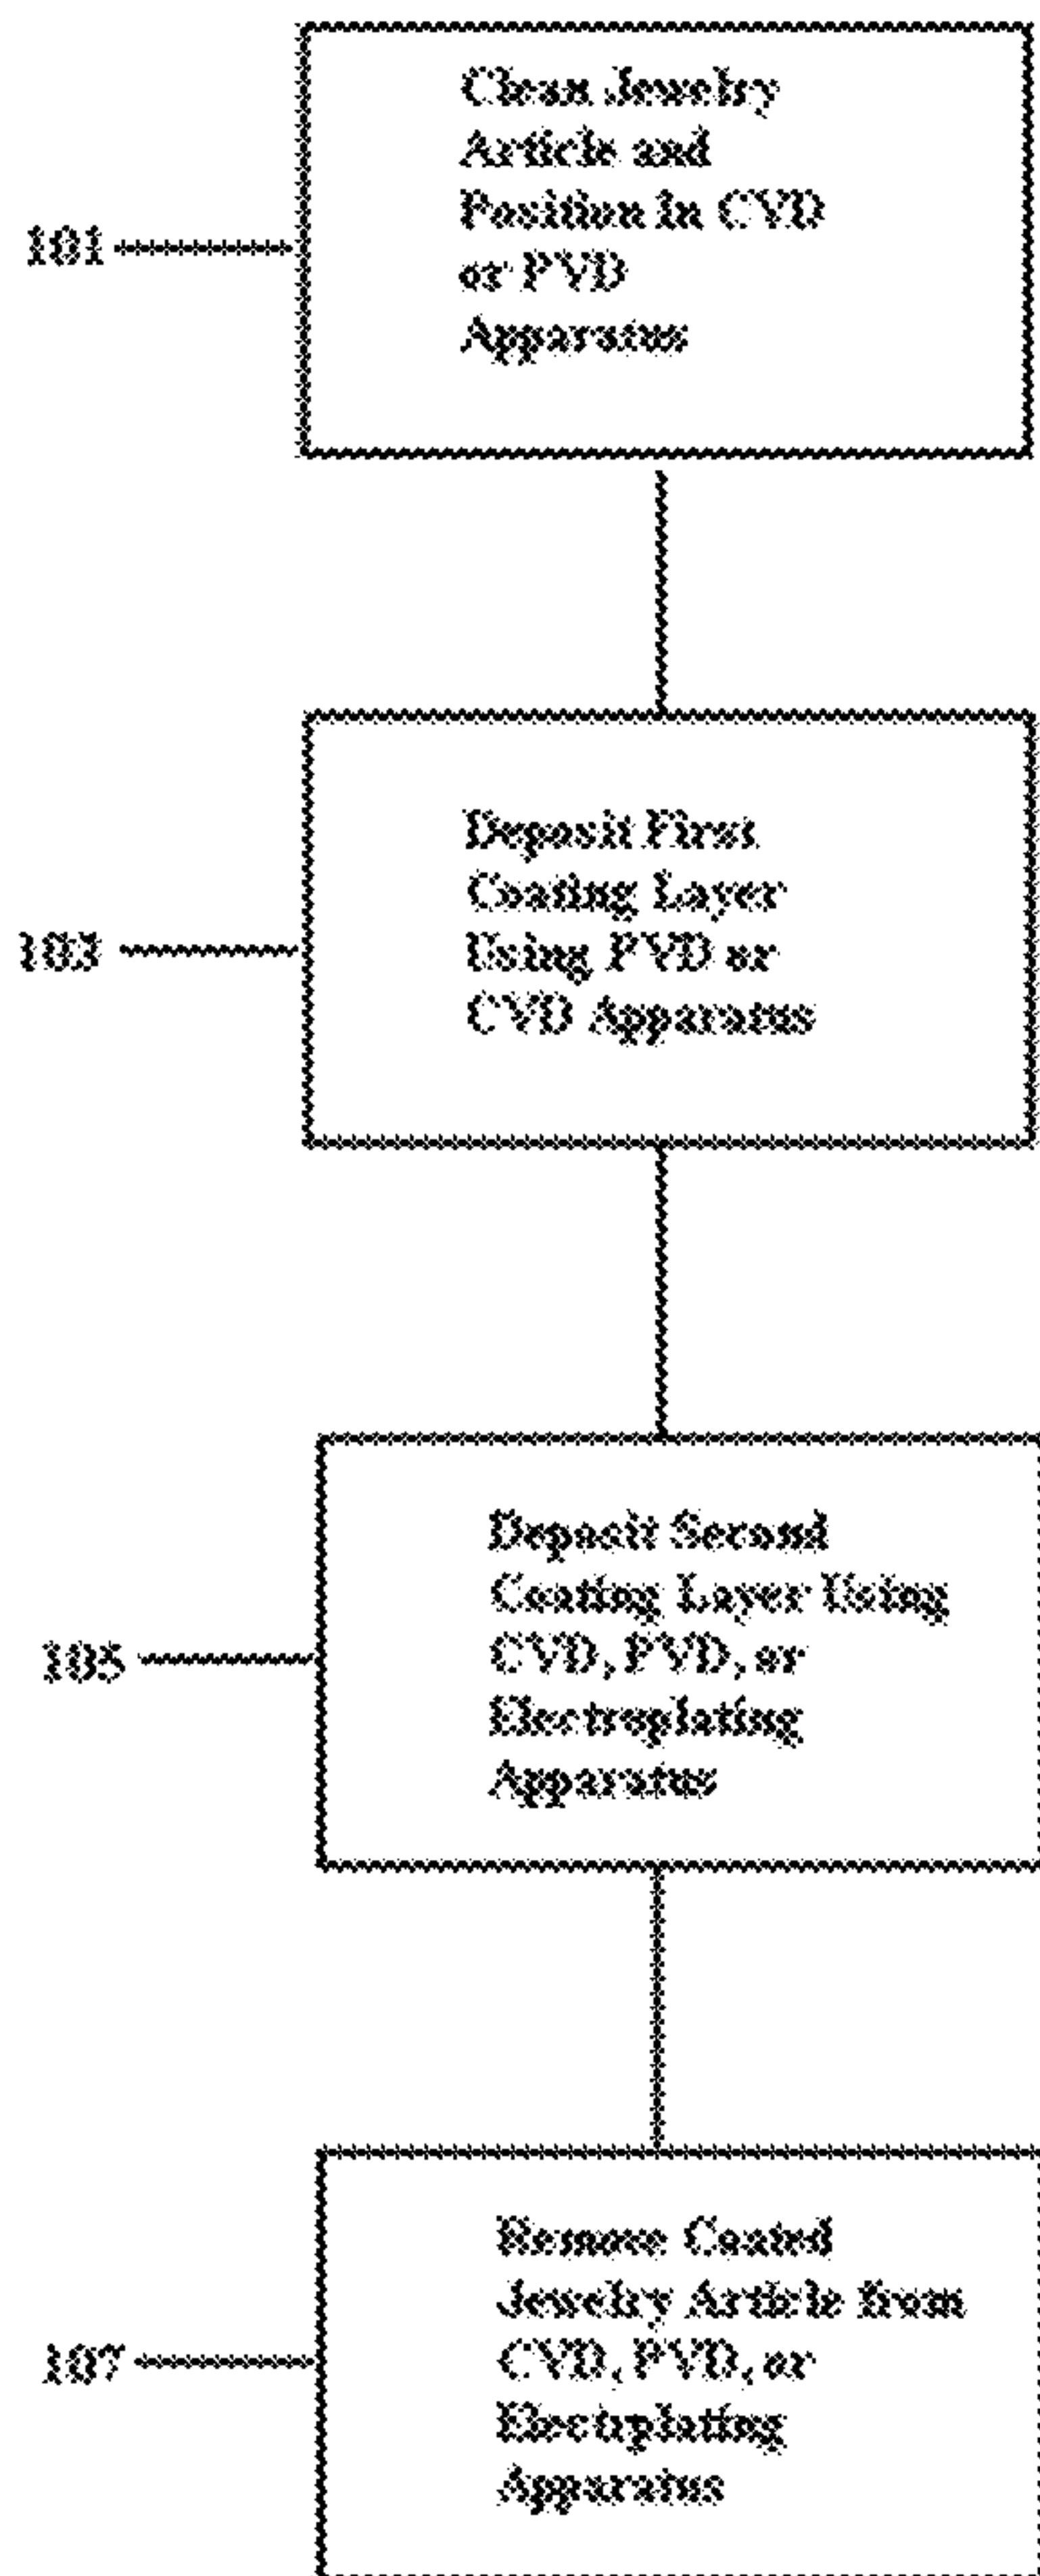 Clean Jewelry
Article and
Position in CVD
or PVD
Apparatus
101
Deposit First
Coating Layer
Using PVD or
CVD Apparatus
103
Deposit Second
Coating Layer Using
CVD, PVD, or
Electroplating
Apparatus
105
Remove Coated
Jewelry Article from
CVD, PVD, or
Electrplating
Apparatus
107